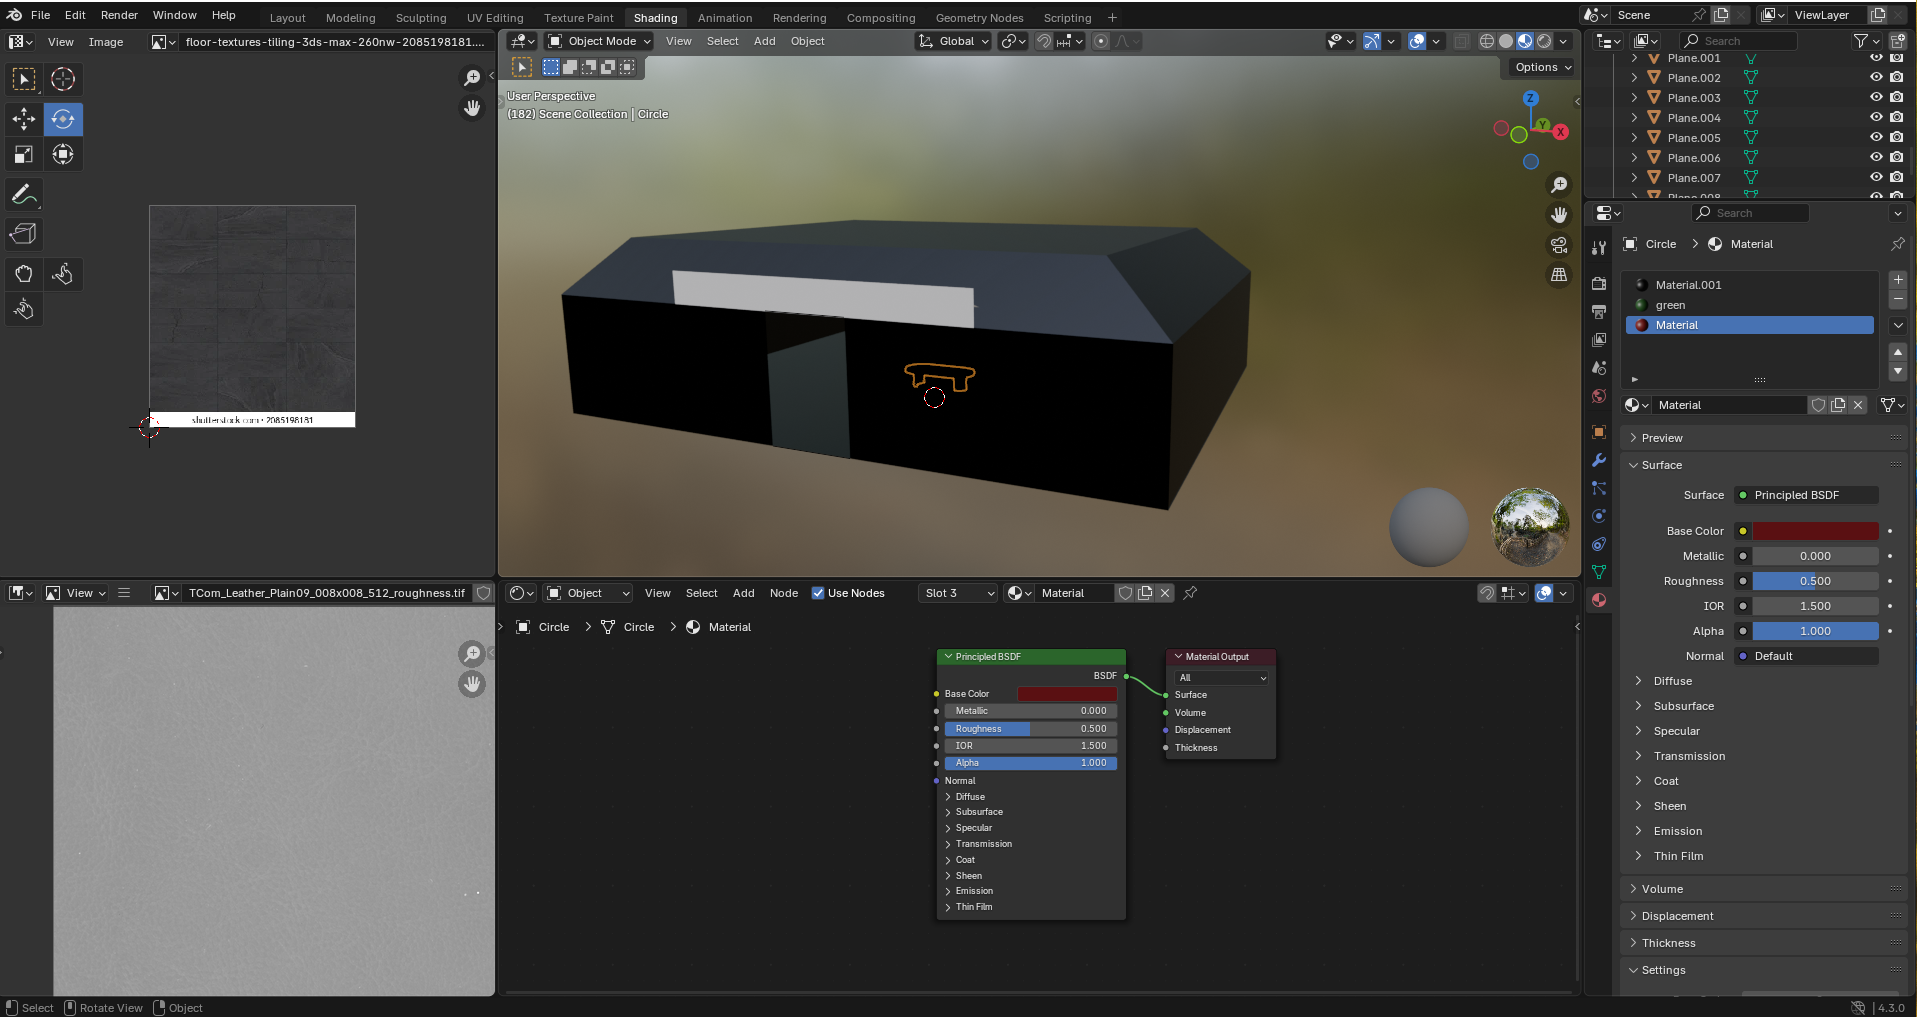 File Edit Render Window Help Layout Modeling Sculpting UV Editing Texture Paint Shading Animation Rendering Compositing Geometry Nodes Scripting + Scene ViewLayer
View Image floor-textures-tiling-3ds-max-260nw-2085198181....
Object Mode View Select Add Object Global Search
Options
User Perspective
(182) Scene Collection | Circle
Z
Y
X
Plane.001
Plane.002
Plane.003
Plane.004
Plane.005
Plane.006
Plane.007
Search
Circle > Material
Material.001
green
Material
Material
Preview
Surface
Surface Principled BSDF
Base Color
Metallic 0.000
Roughness 0.500
IOR 1.500
Alpha 1.000
Normal Default
Diffuse
Subsurface
Specular
Transmission
Coat
Sheen
Emission
Thin Film
Volume
Displacement
Thickness
Settings
shutterstock.com • 2085198181
View TCom_Leather_Plain09_008x008_512_roughness.tif
Object View Select Add Node Use Nodes Slot 3 Material
Circle > Circle > Material
Principled BSDF
BSDF
Base Color
Metallic 0.000
Roughness 0.500
IOR 1.500
Alpha 1.000
Normal
Diffuse
Subsurface
Specular
Transmission
Coat
Sheen
Emission
Thin Film
Material Output
All
Surface
Volume
Displacement
Thickness
Select Rotate View Object 4.3.0